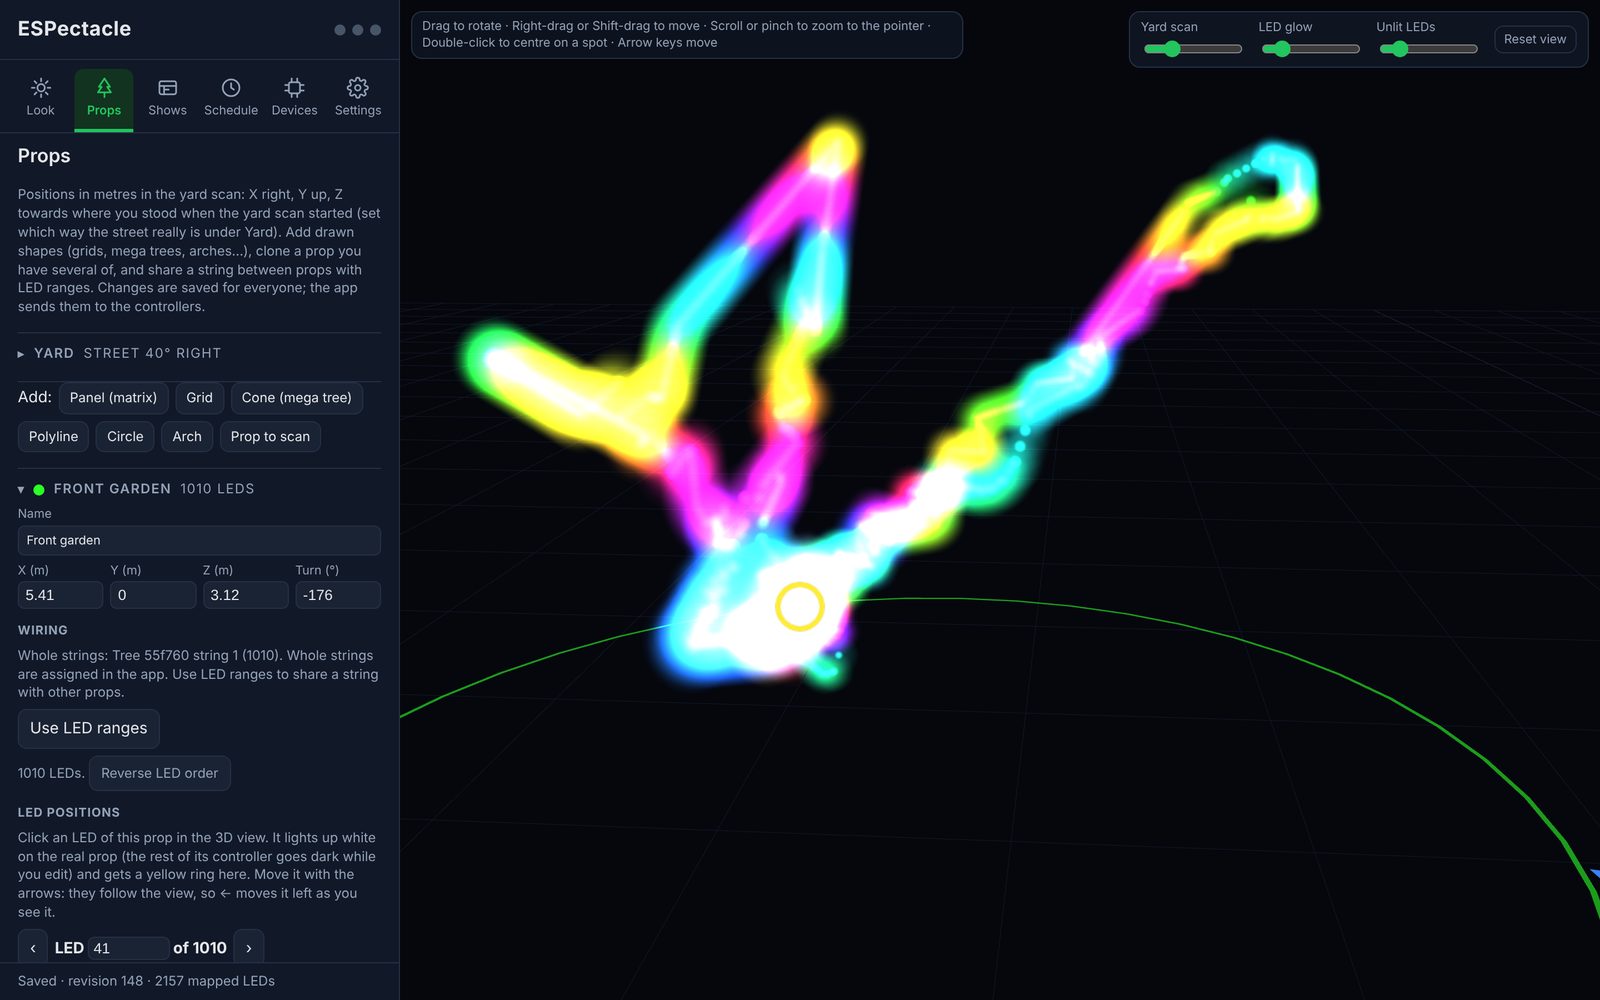 ESPectacle
Look
Props
Shows
Schedule
Devices
Settings
Props
Positions in metres in the yard scan: X right, Y up, Z
towards where you stood when the yard scan started (set
which way the street really is under Yard). Add drawn
shapes (grids, mega trees, arches...), clone a prop you
have several of, and share a string between props with
LED ranges. Changes are saved for everyone; the app
sends them to the controllers.
▸ YARD STREET 40° RIGHT
Add: Panel (matrix) Grid Cone (mega tree)
Polyline Circle Arch Prop to scan
▾ FRONT GARDEN 1010 LEDS
Name
Front garden
X (m) Y (m) Z (m) Turn (°)
5.41 0 3.12 -176
WIRING
Whole strings: Tree 55f760 string 1 (1010). Whole strings
are assigned in the app. Use LED ranges to share a string
with other props.
Use LED ranges
1010 LEDs. Reverse LED order
LED POSITIONS
Click an LED of this prop in the 3D view. It lights up white
on the real prop (the rest of its controller goes dark while
you edit) and gets a yellow ring here. Move it with the
arrows: they follow the view, so ← moves it left as you
see it.
‹ LED 41 of 1010 ›
Saved · revision 148 · 2157 mapped LEDs
Drag to rotate · Right-drag or Shift-drag to move · Scroll or pinch to zoom to the pointer ·
Double-click to centre on a spot · Arrow keys move
Yard scan LED glow Unlit LEDs Reset view